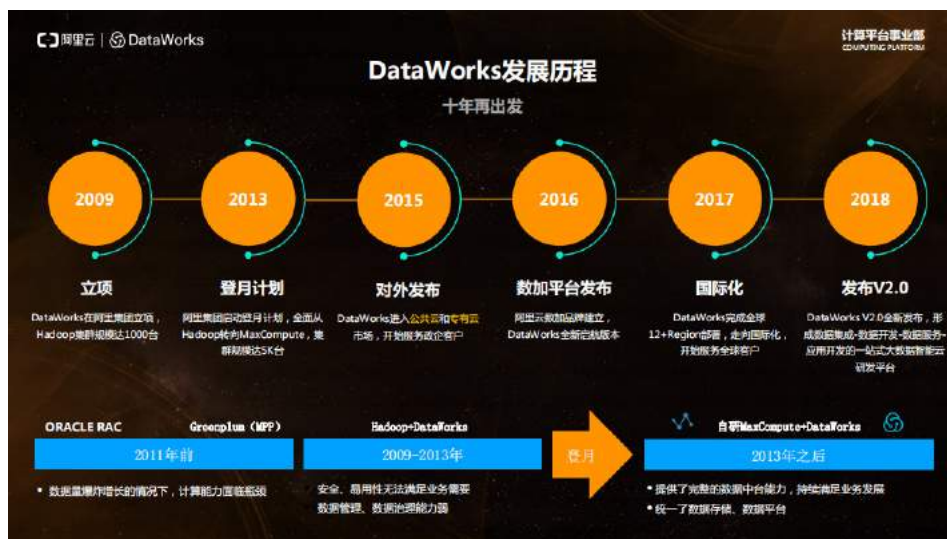 阿里云 | DataWorks
计算平台事业部
COMPUTING PLATFORM
DataWorks发展历程
十年再出发
2009
2013
2015
2016
2017
2018
立项
DataWorks在阿里集团立项，
Hadoop集群规模达1000台
登月计划
阿里集团启动登月计划，全面从
Hadoop转向MaxCompute，集
群规模达5K台
对外发布
DataWorks进入公共云和专有云
市场，开始服务政企客户
数加平台发布
阿里云数加品牌建立，
DataWorks全新启航版本
国际化
DataWorks完成全球
12+Region部署，走向国际化，
开始服务全球客户
发布V2.0
DataWorks V2.0全新发布，形
成数据集成-数据开发-数据服务-
应用开发的一站式大数据智能云
研发平台
ORACLE RAC
Greenplum（MPP）
2011年前
• 数据量爆炸增长的情况下，计算能力面临瓶颈
Hadoop+DataWorks
2009-2013年
安全、易用性无法满足业务需要
数据管理、数据治理能力弱
登月
自研MaxCompute+DataWorks
2013年之后
• 提供了完整的数据中台能力，持续满足业务发展
• 统一了数据存储、数据平台